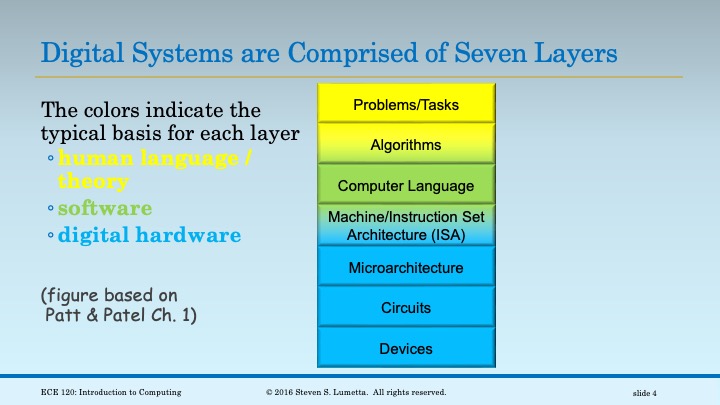 Digital Systems are Comprised of Seven Layers
The colors indicate the
typical basis for each layer
◦human language /
theory
◦software
◦digital hardware
(figure based on
Patt & Patel Ch. 1)
Problems/Tasks
Algorithms
Computer Language
Machine/Instruction Set
Architecture (ISA)
Microarchitecture
Circuits
Devices
ECE 120: Introduction to Computing
© 2016 Steven S. Lumetta. All rights reserved.
slide 4